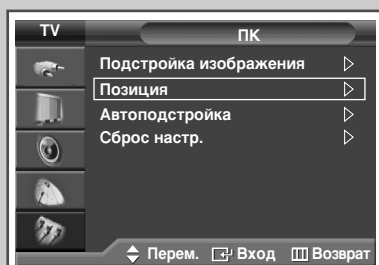 TV
ПК
Подстройка изображения
Позиция
Автоподстройка
Сброс настр.
Перем. Вход Возврат